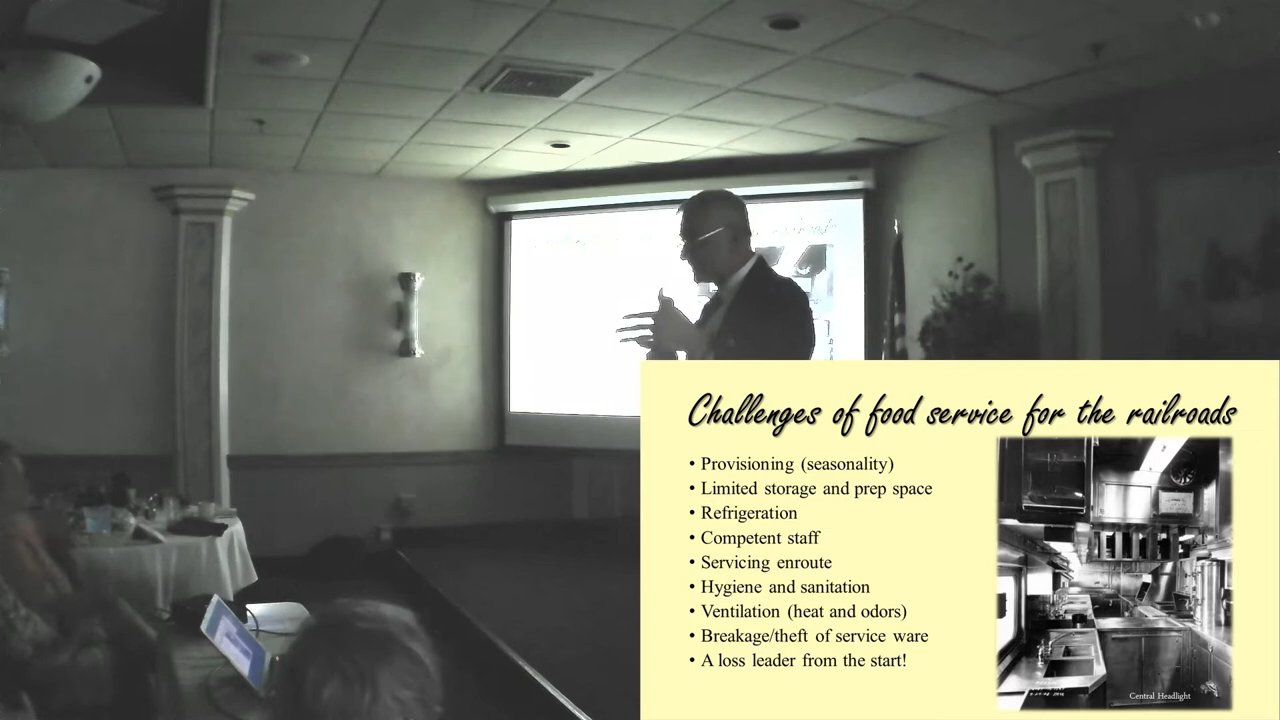 Challenges of food service for the railroads
• Provisioning (seasonality)
• Limited storage and prep space
• Refrigeration
• Competent staff
• Servicing enroute
• Hygiene and sanitation
• Ventilation (heat and odors)
• Breakage/theft of service ware
• A loss leader from the start!
Central Headlight